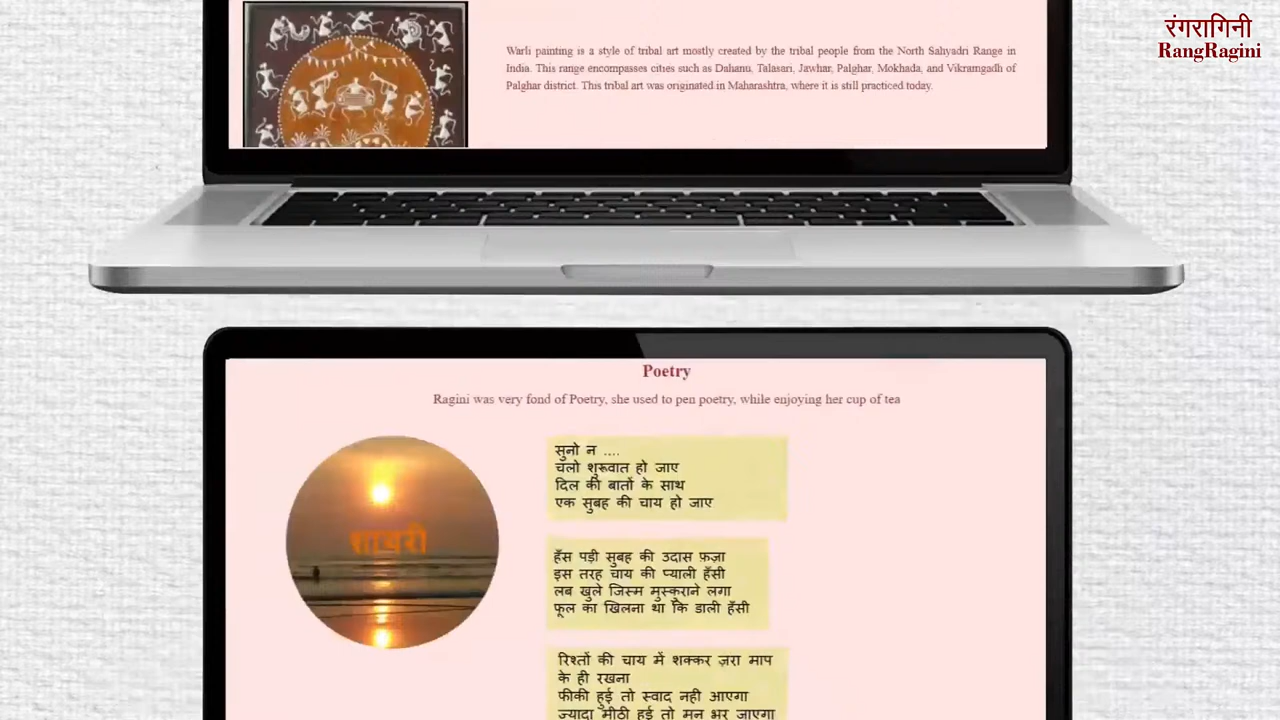 रंगरागिनी
RangRagini
Warli painting is a style of tribal art mostly created by the tribal people from the North Sahyadri Range in
India. This range encompasses cities such as Dahanu, Talasari, Jawhar, Palghar, Mokhada, and Vikramgadh of
Palghar district. This tribal art was originated in Maharashtra, where it is still practiced today.
Poetry
Ragini was very fond of Poetry, she used to pen poetry, while enjoying her cup of tea
शायरी
सुनो न ....
चलो शुरूवात हो जाए
दिल की बातों के साथ
एक सुबह की चाय हो जाए
हँस पड़ी सुबह की उदास फ़ज़ा
इस तरह चाय की प्याली हँसी
लब खुले जिस्म मुस्कुराने लगा
फूल का खिलना था कि डाली हँसी
रिश्तों की चाय में शक्कर ज़रा माप
के ही रखना
फीकी हुई तो स्वाद नही आएगा
ज्यादा मीठी हुई तो मन भर जाएगा